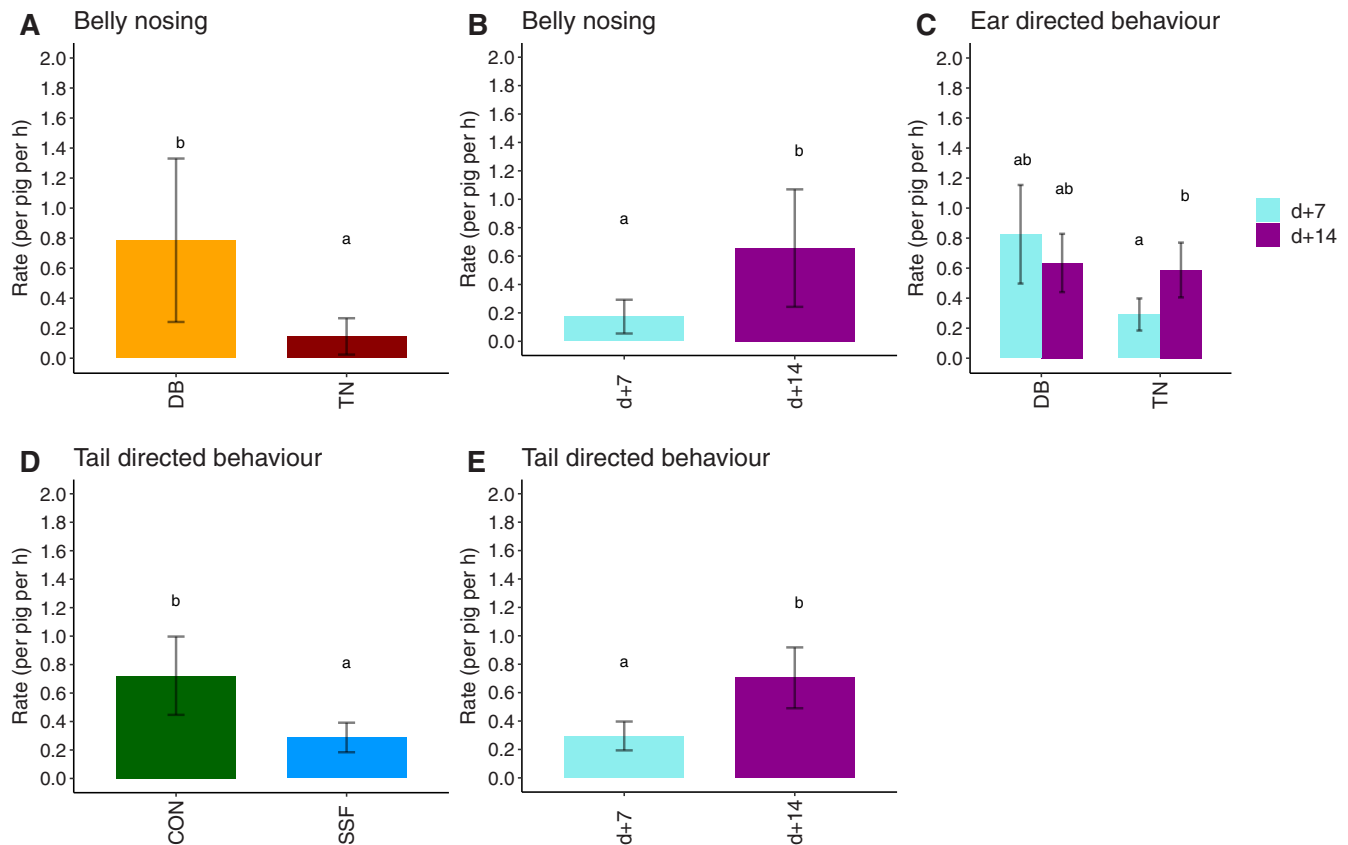 A Belly nosing
Rate (per pig per h)
2.0
1.8
1.6
1.4
1.2
1.0
0.8
0.6
0.4
0.2
0.0
b
a
DB
TN
B Belly nosing
Rate (per pig per h)
2.0
1.8
1.6
1.4
1.2
1.0
0.8
0.6
0.4
0.2
0.0
a
b
d+7
d+14
C Ear directed behaviour
Rate (per pig per h)
2.0
1.8
1.6
1.4
1.2
1.0
0.8
0.6
0.4
0.2
0.0
ab
ab
a
b
DB
TN
d+7
d+14
D Tail directed behaviour
Rate (per pig per h)
2.0
1.8
1.6
1.4
1.2
1.0
0.8
0.6
0.4
0.2
0.0
b
a
CON
SSF
E Tail directed behaviour
Rate (per pig per h)
2.0
1.8
1.6
1.4
1.2
1.0
0.8
0.6
0.4
0.2
0.0
a
b
d+7
d+14